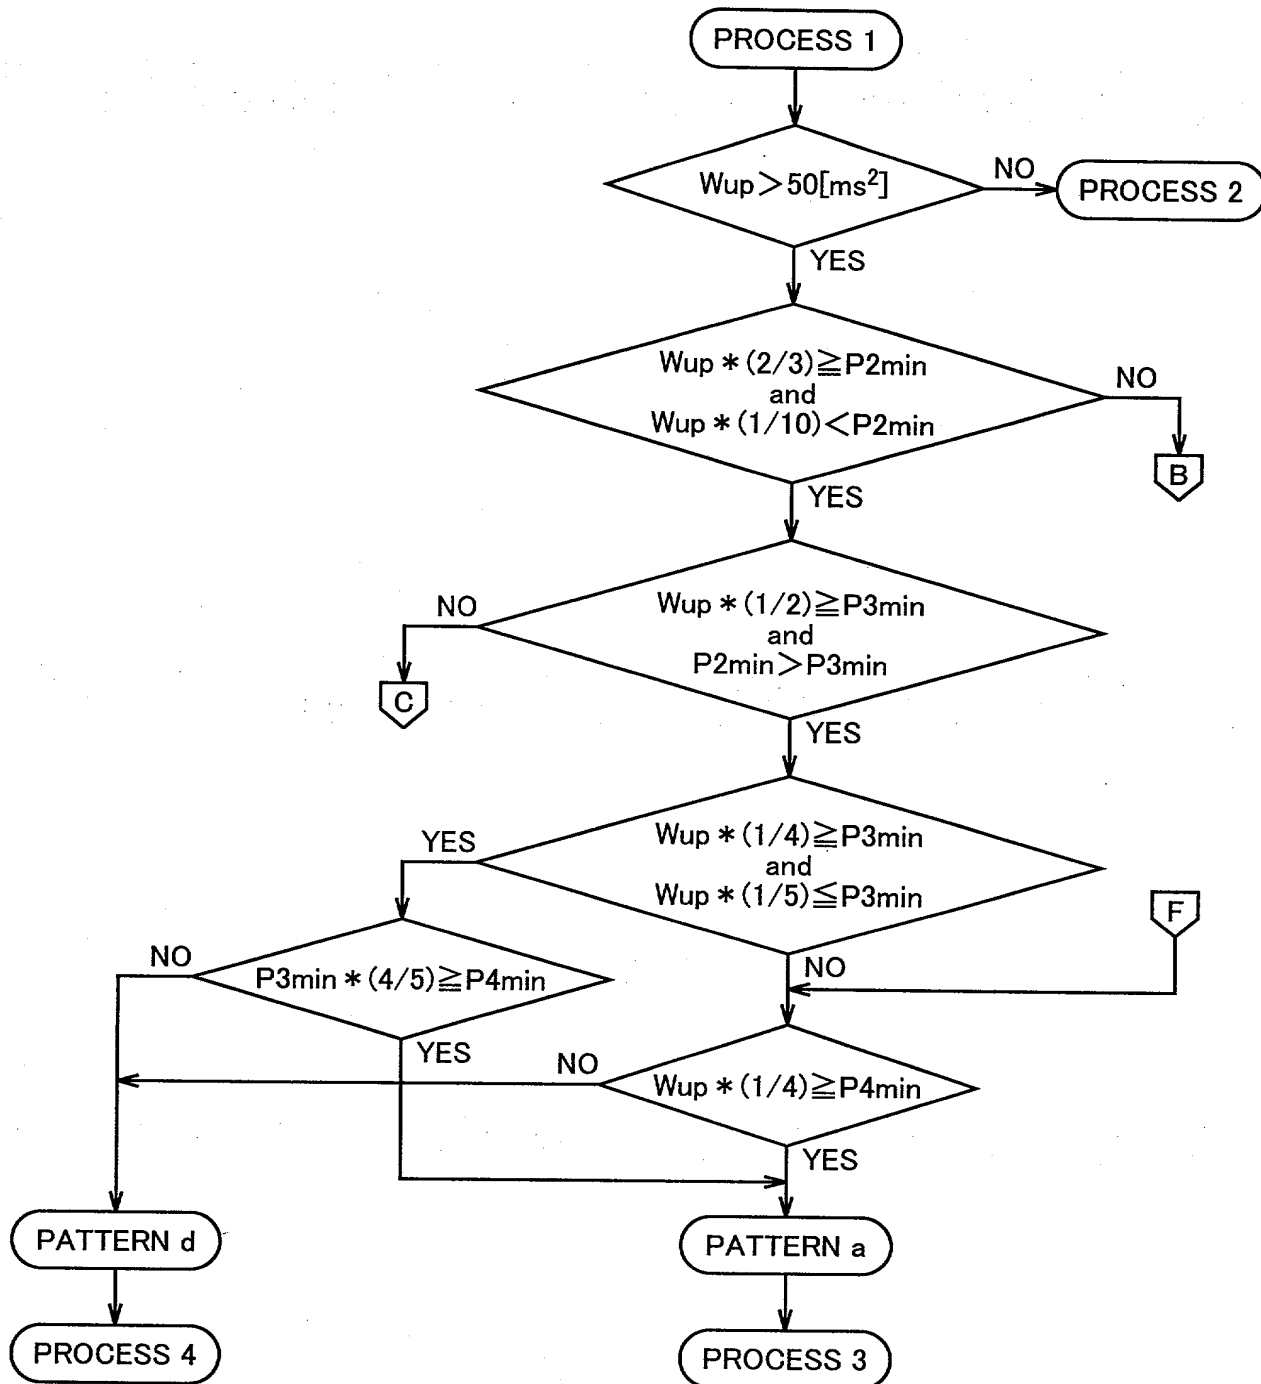 PROCESS 1
Wup>50[ms²]
NO
PROCESS 2
YES
Wup*(2/3)≧P2min
and
Wup*(1/10)<P2min
NO
B
YES
Wup*(1/2)≧P3min
and
P2min>P3min
NO
C
YES
Wup*(1/4)≧P3min
and
Wup*(1/5)≦P3min
YES
F
NO
P3min*(4/5)≧P4min
NO
YES
Wup*(1/4)≧P4min
NO
YES
PATTERN d
PATTERN a
PROCESS 4
PROCESS 3